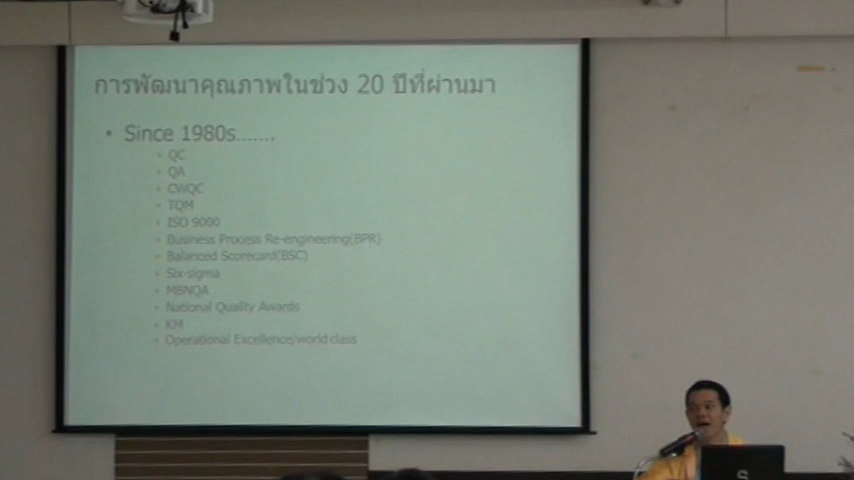 การพัฒนาคุณภาพในช่วง 20 ปีที่ผ่านมา
• Since 1980s.......
• QC
• QA
• CWQC
• TQM
• ISO 9000
• Business Process Re-engineering(BPR)
• Balanced Scorecard(BSC)
• Six-sigma
• MBNQA
• National Quality Awards
• KM
• Operational Excellence/world class
S